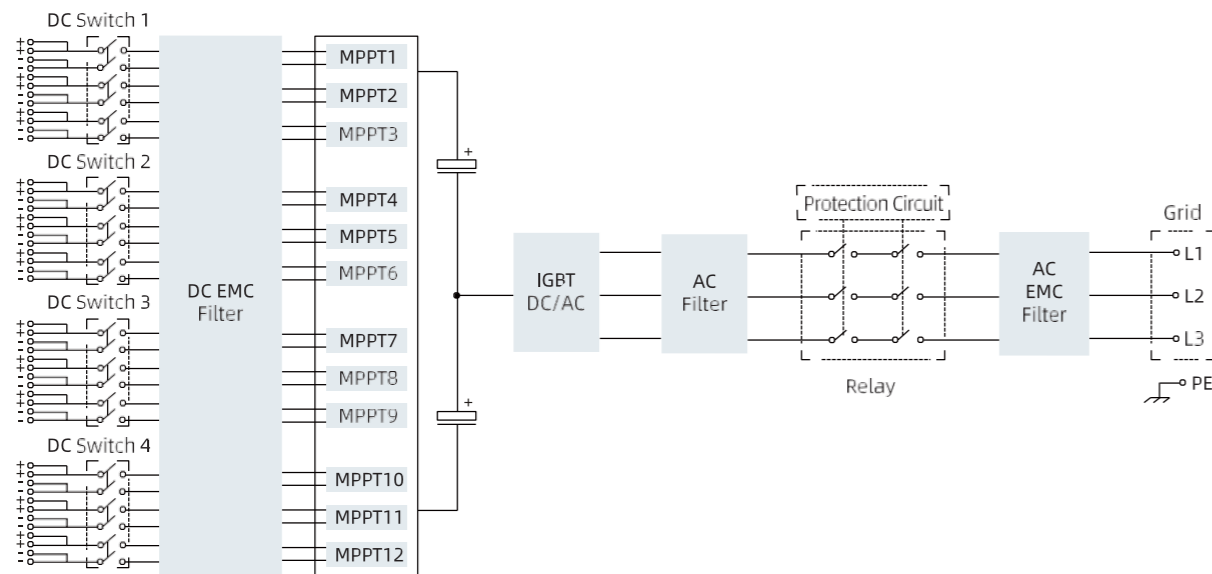 DC Switch 1
DC Switch 2
DC Switch 3
DC Switch 4
+
+
-
-
+
+
-
-
+
+
-
-
+
+
-
-
+
+
-
-
+
+
-
-
+
+
-
-
+
+
-
-
+
+
-
-
+
+
-
-
+
+
-
-
+
+
-
-
DC EMC
Filter
MPPT1
MPPT2
MPPT3
MPPT4
MPPT5
MPPT6
MPPT7
MPPT8
MPPT9
MPPT10
MPPT11
MPPT12
+
+
IGBT
DC/AC
AC
Filter
Protection Circuit
Relay
AC
EMC
Filter
Grid
L1
L2
L3
PE